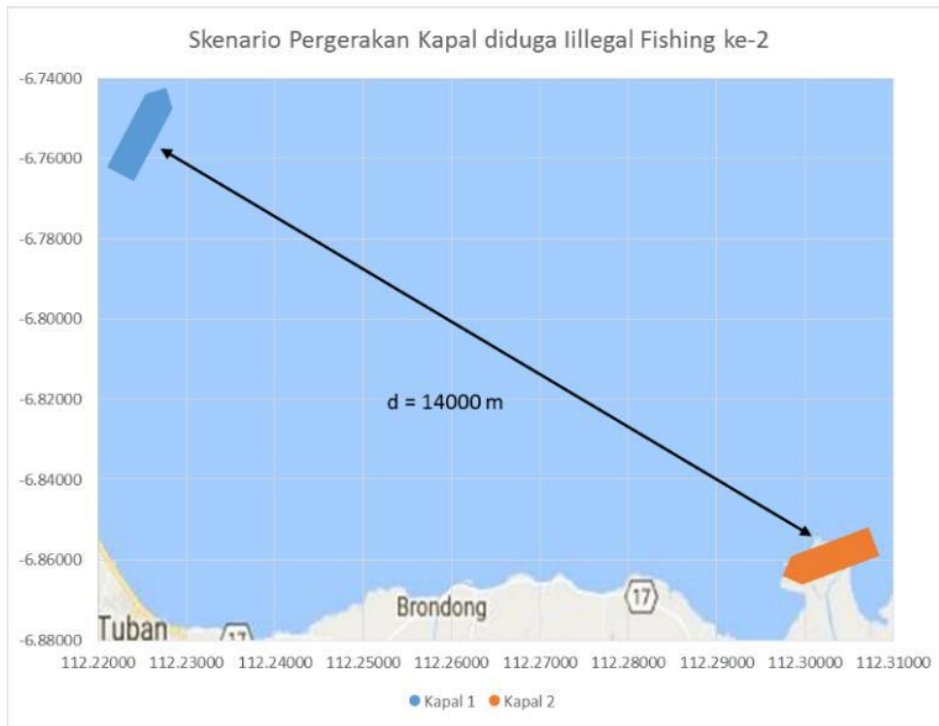 Skenario Pergerakan Kapal diduga Iillegal Fishing ke-2
-6.74000
-6.76000
-6.78000
-6.80000
-6.82000
-6.84000
-6.86000
-6.88000
d = 14000 m
Brondong
17
Tuban
17
112.22000 112.23000 112.24000 112.25000 112.26000 112.27000 112.28000 112.29000 112.30000 112.31000
Kapal 1 Kapal 2